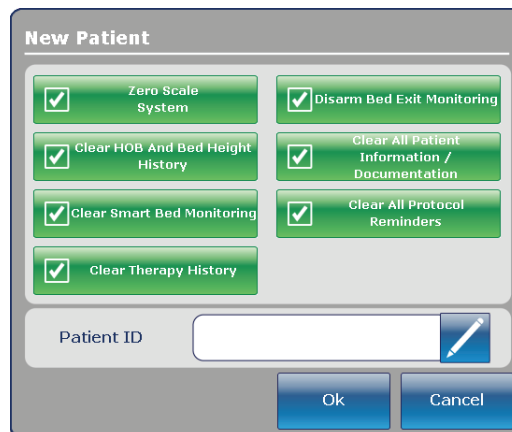 New Patient
Zero Scale
System
Disarm Bed Exit Monitoring
Clear HOB And Bed Height
History
Clear All Patient
Information /
Documentation
Clear Smart Bed Monitoring
Clear All Protocol
Reminders
Clear Therapy History
Patient ID
Ok
Cancel